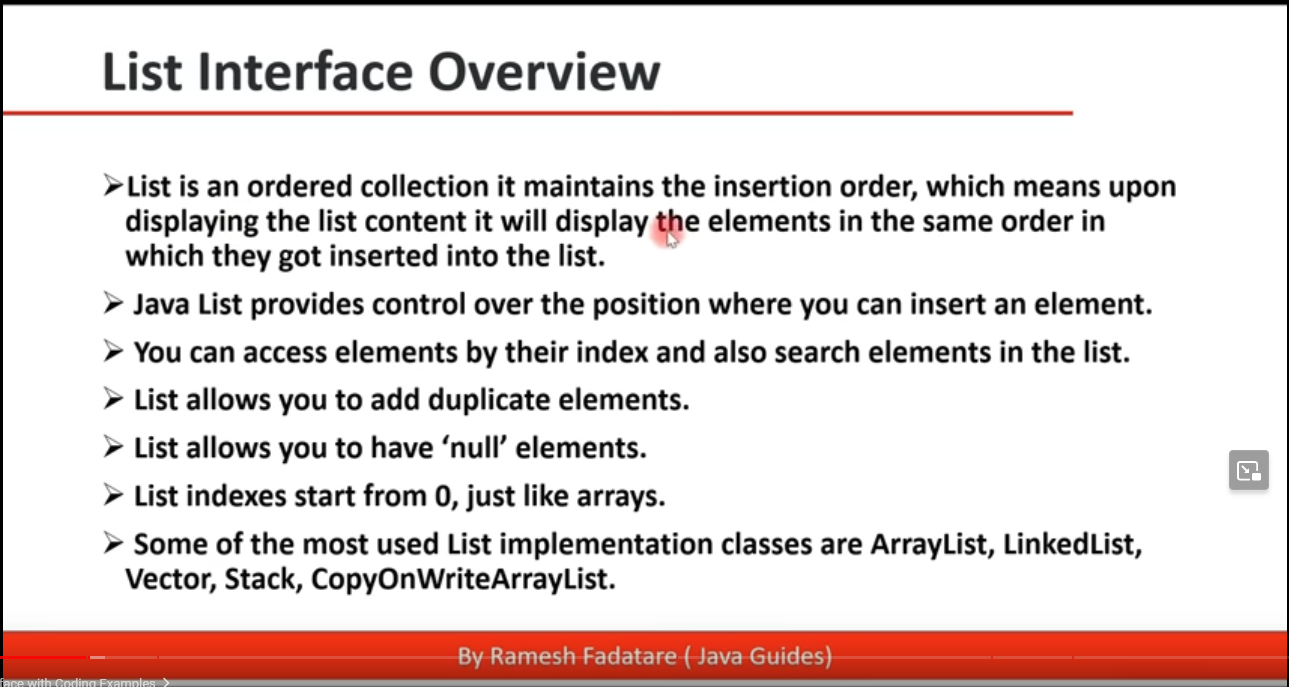 List Interface Overview
➢List is an ordered collection it maintains the insertion order, which means upon
displaying the list content it will display the elements in the same order in
which they got inserted into the list.
➢ Java List provides control over the position where you can insert an element.
➢ You can access elements by their index and also search elements in the list.
➢ List allows you to add duplicate elements.
➢ List allows you to have ‘null’ elements.
➢ List indexes start from 0, just like arrays.
➢ Some of the most used List implementation classes are ArrayList, LinkedList,
Vector, Stack, CopyOnWriteArrayList.
By Ramesh Fadatare ( Java Guides)
face with Coding Examples